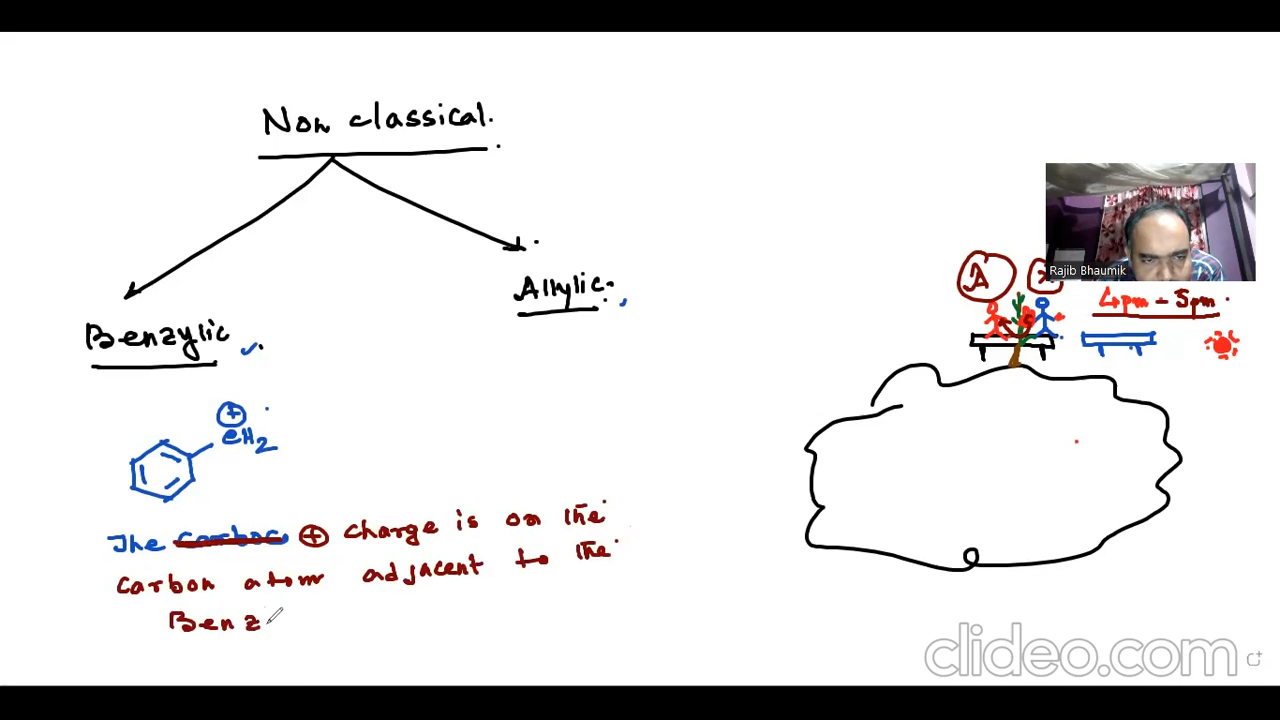 Non classical.
Allylic.
Benzylic
⊕
CH2
The carboc ⊕ charge is on the
carbon atom adjacent to the
Benz
Rajib Bhaumik
A
4pm - 5pm
clideo.com